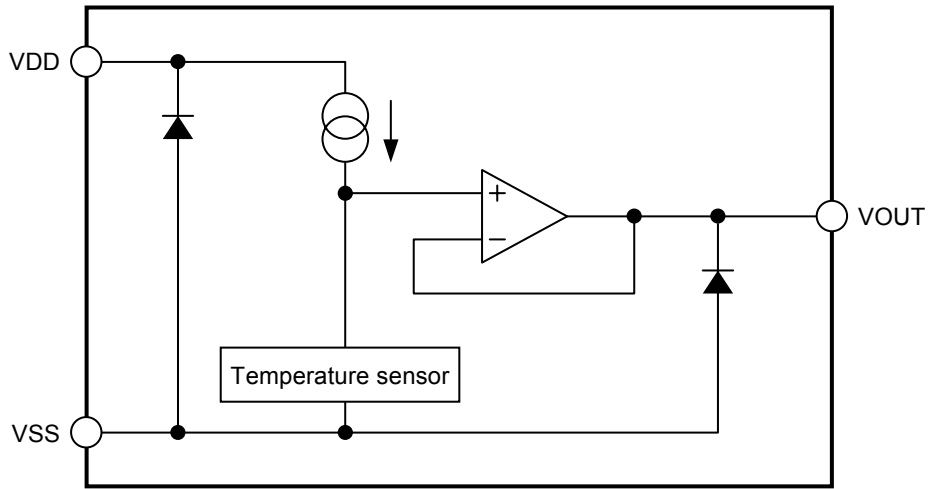 VDD
+
−
VOUT
Temperature sensor
VSS